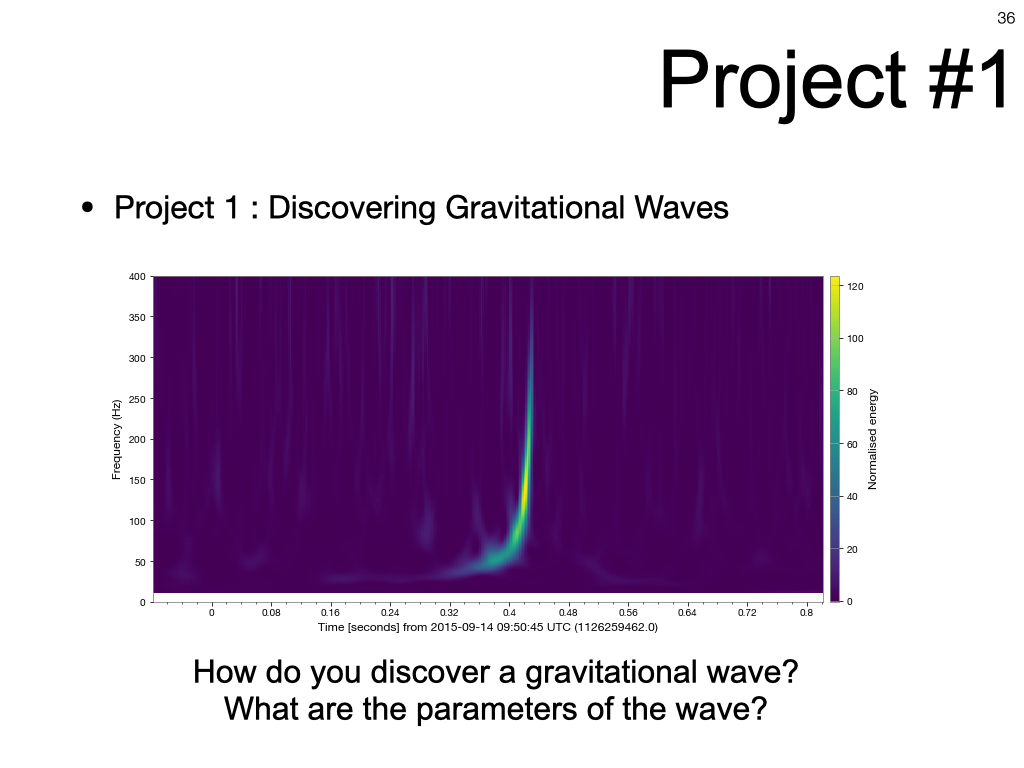 36
Project #1
• Project 1 : Discovering Gravitational Waves
400
350
300
250
200
150
100
50
0
Frequency (Hz)
0 0.08 0.16 0.24 0.32 0.4 0.48 0.56 0.64 0.72 0.8
Time [seconds] from 2015-09-14 09:50:45 UTC (1126259462.0)
120
100
80
60
40
20
0
Normalised energy
How do you discover a gravitational wave?
What are the parameters of the wave?